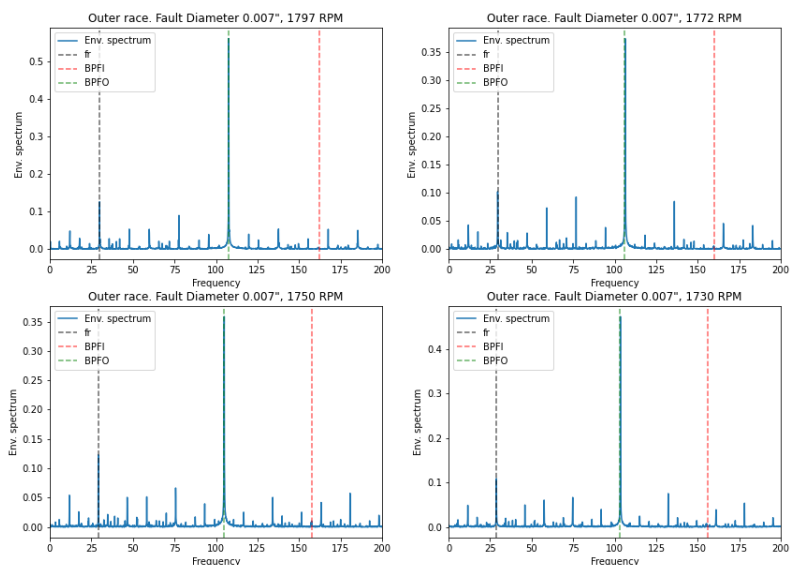 Outer race. Fault Diameter 0.007", 1797 RPM
Env. spectrum
fr
BPFI
BPFO
Env. spectrum
0.5
0.4
0.3
0.2
0.1
0.0
0 25 50 75 100 125 150 175 200
Frequency
Outer race. Fault Diameter 0.007", 1772 RPM
Env. spectrum
fr
BPFI
BPFO
Env. spectrum
0.35
0.30
0.25
0.20
0.15
0.10
0.05
0.00
0 25 50 75 100 125 150 175 200
Frequency
Outer race. Fault Diameter 0.007", 1750 RPM
Env. spectrum
fr
BPFI
BPFO
Env. spectrum
0.35
0.30
0.25
0.20
0.15
0.10
0.05
0.00
0 25 50 75 100 125 150 175 200
Frequency
Outer race. Fault Diameter 0.007", 1730 RPM
Env. spectrum
fr
BPFI
BPFO
Env. spectrum
0.4
0.3
0.2
0.1
0.0
0 25 50 75 100 125 150 175 200
Frequency